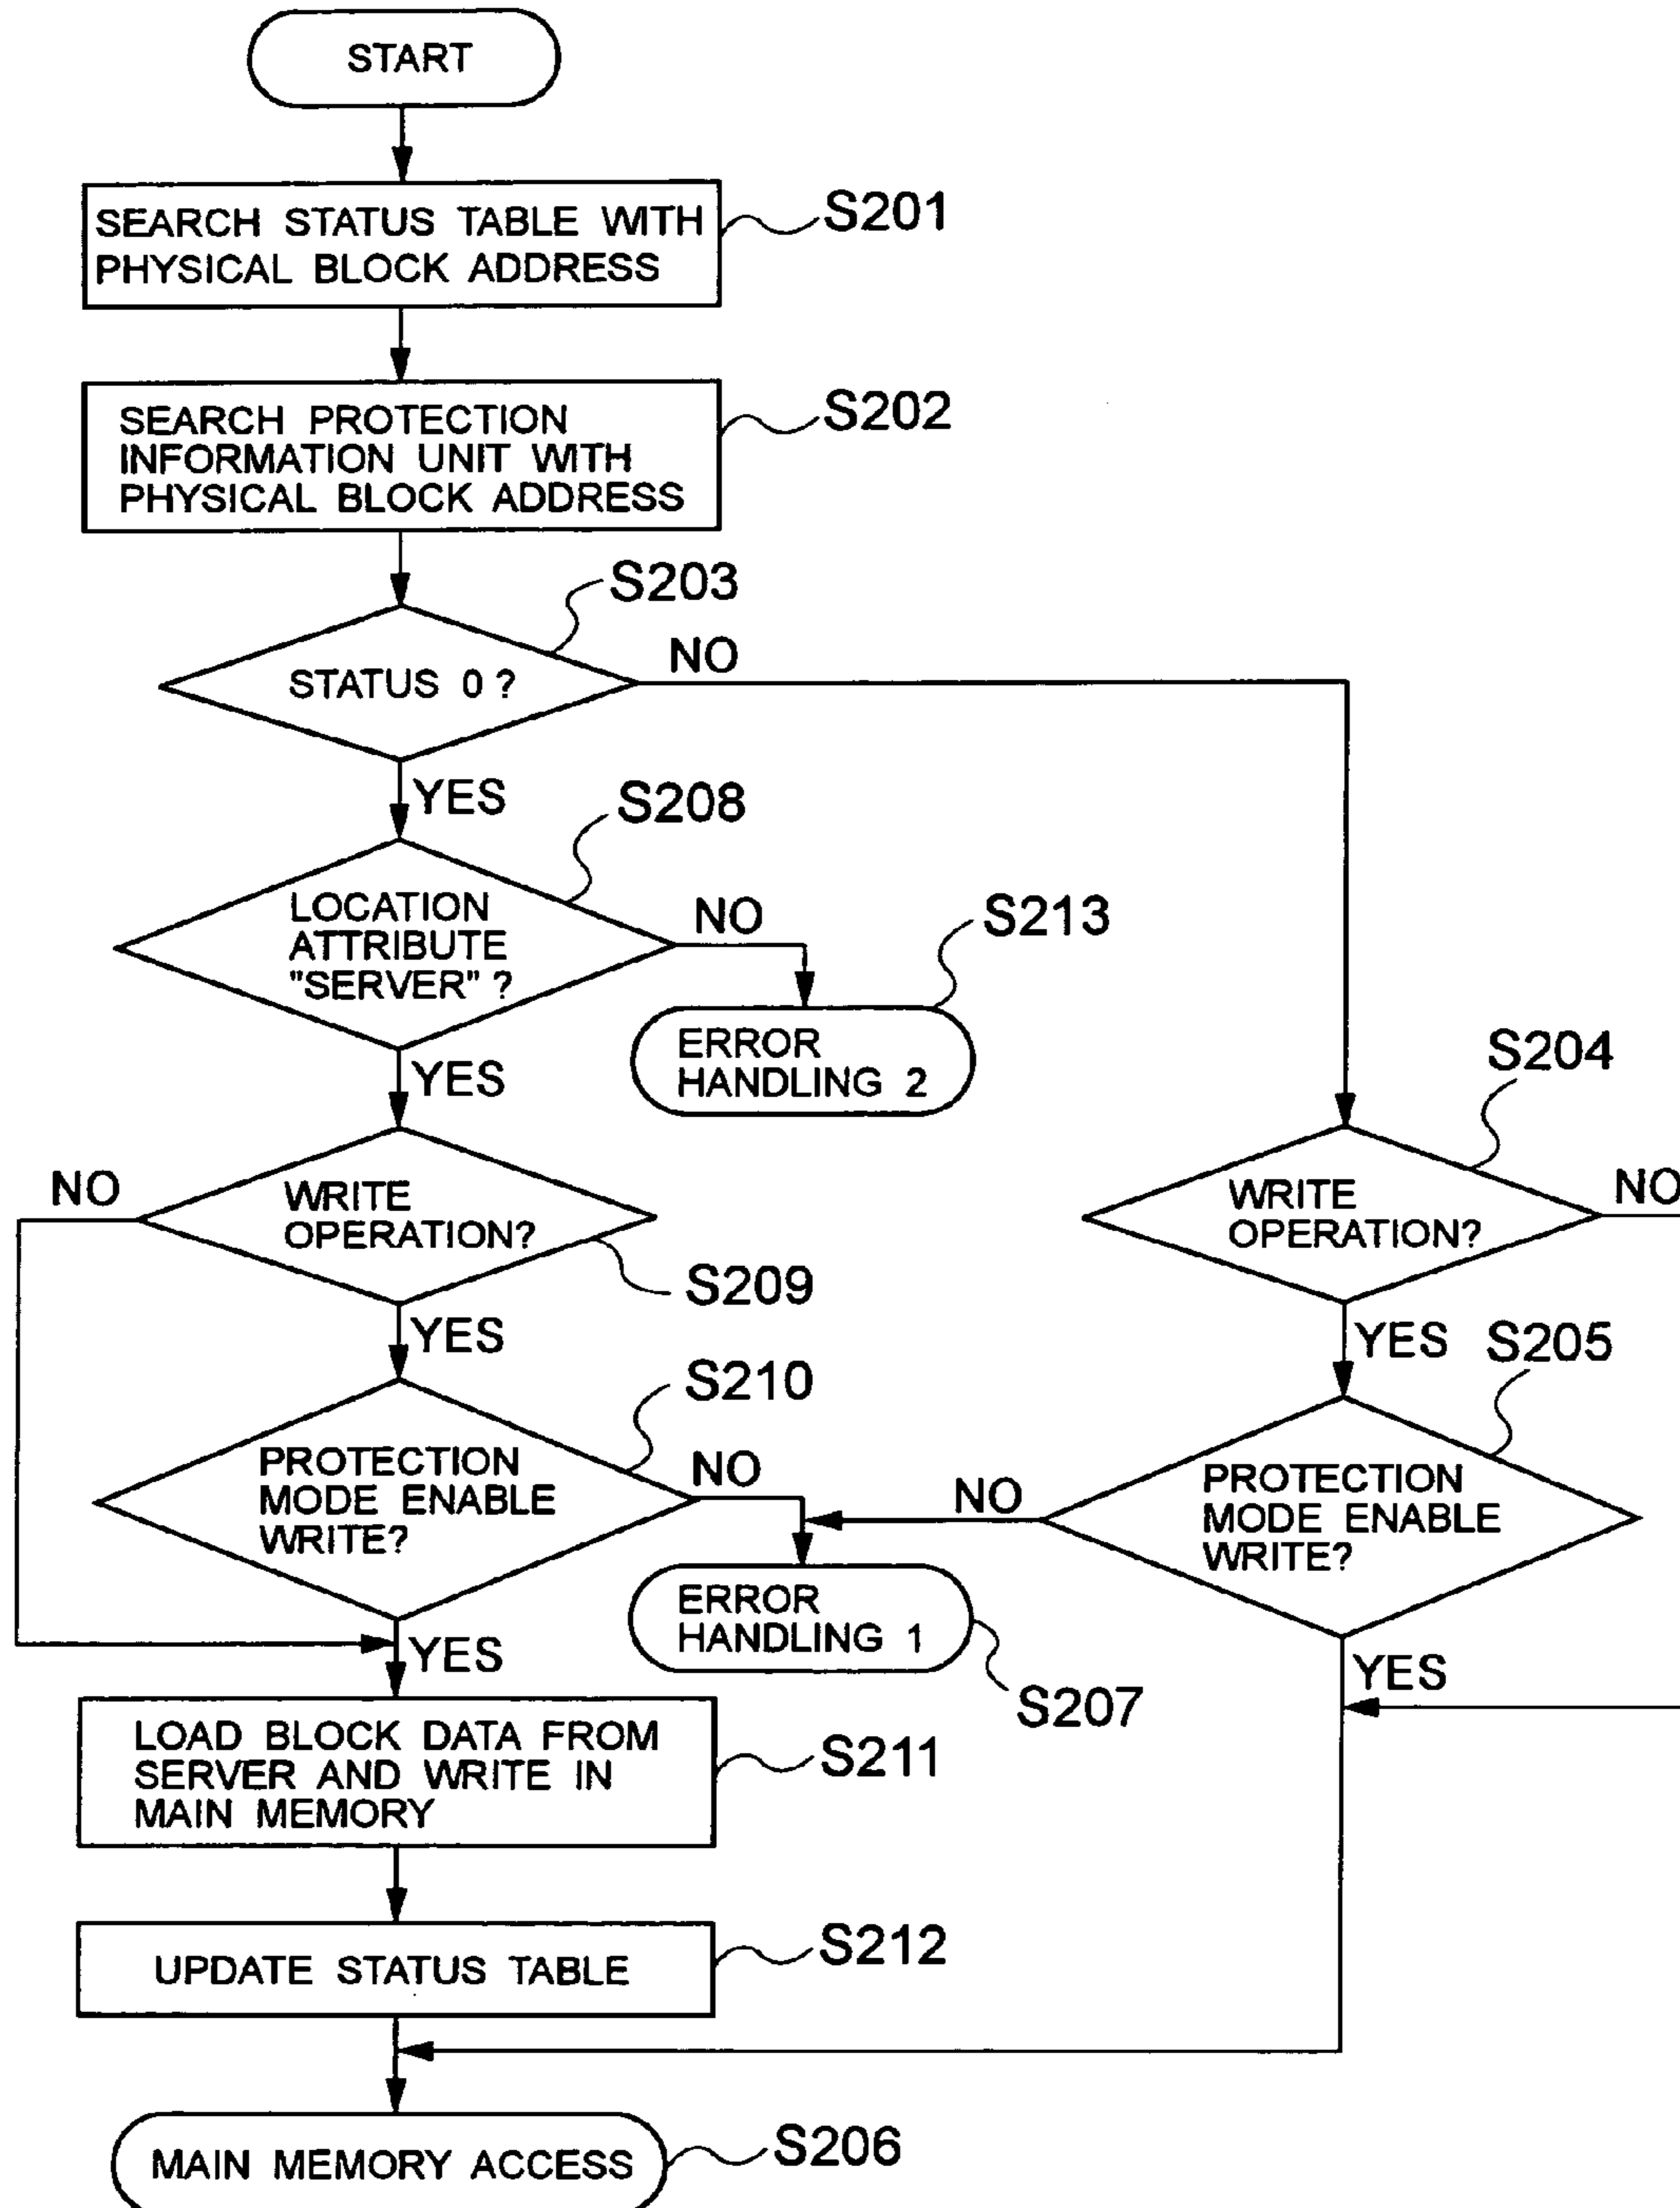 START
SEARCH STATUS TABLE WITH
PHYSICAL BLOCK ADDRESS
S201
SEARCH PROTECTION
INFORMATION UNIT WITH
PHYSICAL BLOCK ADDRESS
S202
S203
STATUS 0 ?
NO
YES
S208
LOCATION
ATTRIBUTE
"SERVER" ?
NO
S213
ERROR
HANDLING 2
YES
S204
NO
WRITE
OPERATION?
S209
WRITE
OPERATION?
NO
YES
S210
YES
S205
PROTECTION
MODE ENABLE
WRITE?
NO
NO
PROTECTION
MODE ENABLE
WRITE?
ERROR
HANDLING 1
S207
YES
YES
LOAD BLOCK DATA FROM
SERVER AND WRITE IN
MAIN MEMORY
S211
UPDATE STATUS TABLE
S212
MAIN MEMORY ACCESS
S206